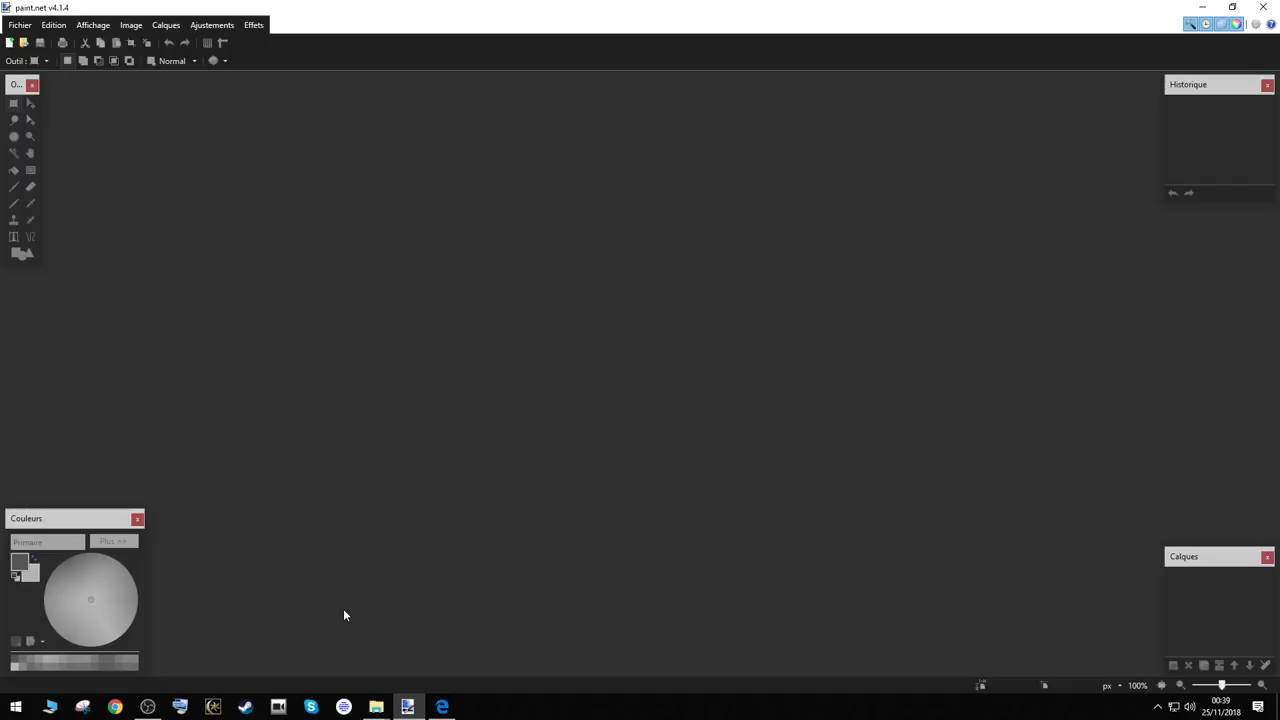 paint.net v4.1.4
Fichier Edition Affichage Image Calques Ajustements Effets
Outil :
Normal
O...
Historique
Couleurs
Primaire
Plus >>
Calques
px
100%
00:39
25/11/2018